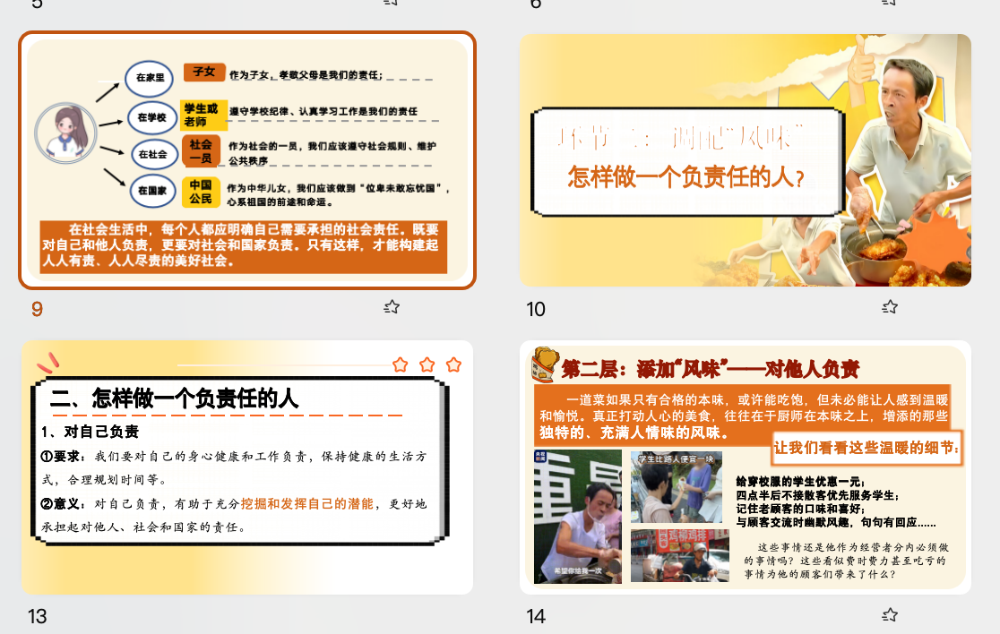 5
6
在家里
子女
作为子女，孝敬父母是我们的责任；
在学校
学生或
老师
遵守学校纪律、认真学习工作是我们的责任
在社会
社会
一员
作为社会的一员，我们应该遵守社会规则、维护
公共秩序
在国家
中国
公民
作为中华儿女，我们应该做到“位卑未敢忘忧国”，
心系祖国的前途和命运。
在社会生活中，每个人都应明确自己需要承担的社会责任。既要
对自己和他人负责，更要对社会和国家负责。只有这样，才能构建起
人人有责、人人尽责的美好社会。
9
调配“风味”
怎样做一个负责任的人?
10
二、怎样做一个负责任的人
1、对自己负责
①要求：我们要对自己的身心健康和工作负责，保持健康的生活方
式，合理规划时间等。
②意义：对自己负责，有助于充分挖掘和发挥自己的潜能，更好地
承担起对他人、社会和国家的责任。
13
第二层：添加“风味”——对他人负责
一道菜如果只有合格的本味，或许能吃饱，但未必能让人感到温暖
和愉悦。真正打动人心的美食，往往在于厨师在本味之上，增添的那些
独特的、充满人情味的风味。
让我们看看这些温暖的细节：
央视
新闻
重
希望你给我一次
学生比路人便宜一块
鸡柳鸡排
给穿校服的学生优惠一元；
四点半后不接散客优先服务学生；
记住老顾客的口味和喜好；
与顾客交流时幽默风趣，句句有回应......
这些事情还是他作为经营者分内必须做
的事情吗？这些看似费时费力甚至吃亏的
事情为他的顾客们带来了什么？
14